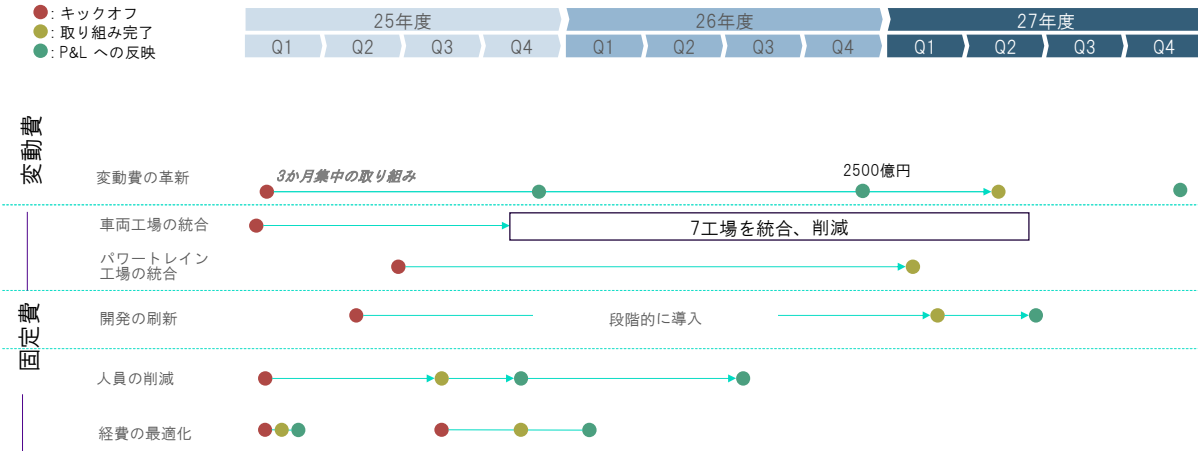 : キックオフ
: 取り組み完了
: P&L への反映
25年度
26年度
27年度
Q1
Q2
Q3
Q4
Q1
Q2
Q3
Q4
Q1
Q2
Q3
Q4
変動費
変動費の革新
3か月集中の取り組み
2500億円
車両工場の統合
7工場を統合、削減
パワートレイン
工場の統合
固定費
開発の刷新
段階的に導入
人員の削減
経費の最適化